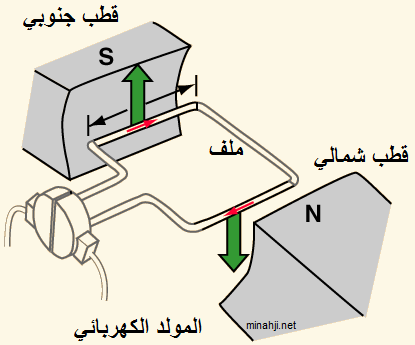 قطب جنوبي
S
ملف
قطب شمالي
N
المولد الكهربائي
minahji.net